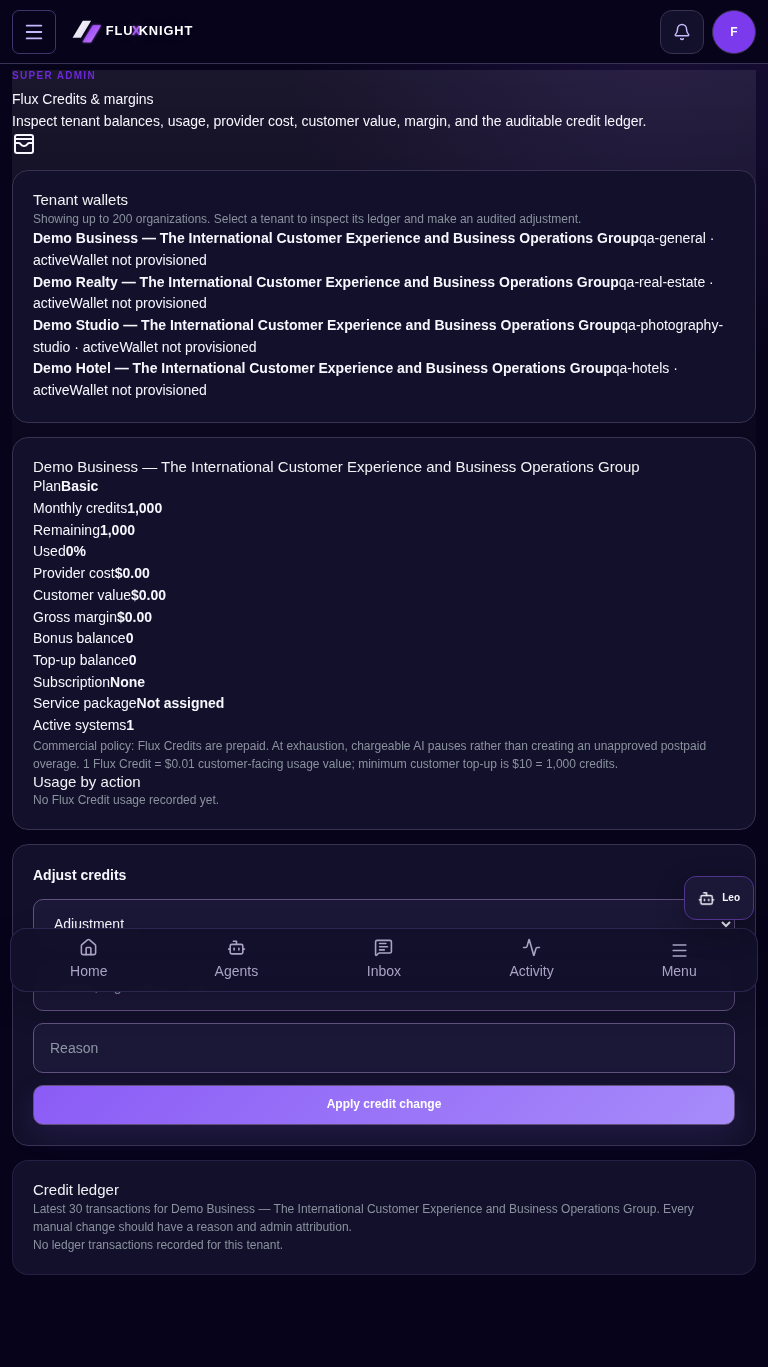 FLUXKNIGHT
F
SUPER ADMIN
Flux Credits & margins
Inspect tenant balances, usage, provider cost, customer value, margin, and the auditable credit ledger.
Tenant wallets
Showing up to 200 organizations. Select a tenant to inspect its ledger and make an audited adjustment.
Demo Business — The International Customer Experience and Business Operations Groupqa-general ·
activeWallet not provisioned
Demo Realty — The International Customer Experience and Business Operations Groupqa-real-estate ·
activeWallet not provisioned
Demo Studio — The International Customer Experience and Business Operations Groupqa-photography-
studio · activeWallet not provisioned
Demo Hotel — The International Customer Experience and Business Operations Groupqa-hotels ·
activeWallet not provisioned
Demo Business — The International Customer Experience and Business Operations Group
PlanBasic
Monthly credits1,000
Remaining1,000
Used0%
Provider cost$0.00
Customer value$0.00
Gross margin$0.00
Bonus balance0
Top-up balance0
SubscriptionNone
Service packageNot assigned
Active systems1
Commercial policy: Flux Credits are prepaid. At exhaustion, chargeable AI pauses rather than creating an unapproved postpaid
overage. 1 Flux Credit = $0.01 customer-facing usage value; minimum customer top-up is $10 = 1,000 credits.
Usage by action
No Flux Credit usage recorded yet.
Adjust credits
Leo
Adjustment
Home
Agents
Inbox
Activity
Menu
Reason
Apply credit change
Credit ledger
Latest 30 transactions for Demo Business — The International Customer Experience and Business Operations Group. Every
manual change should have a reason and admin attribution.
No ledger transactions recorded for this tenant.